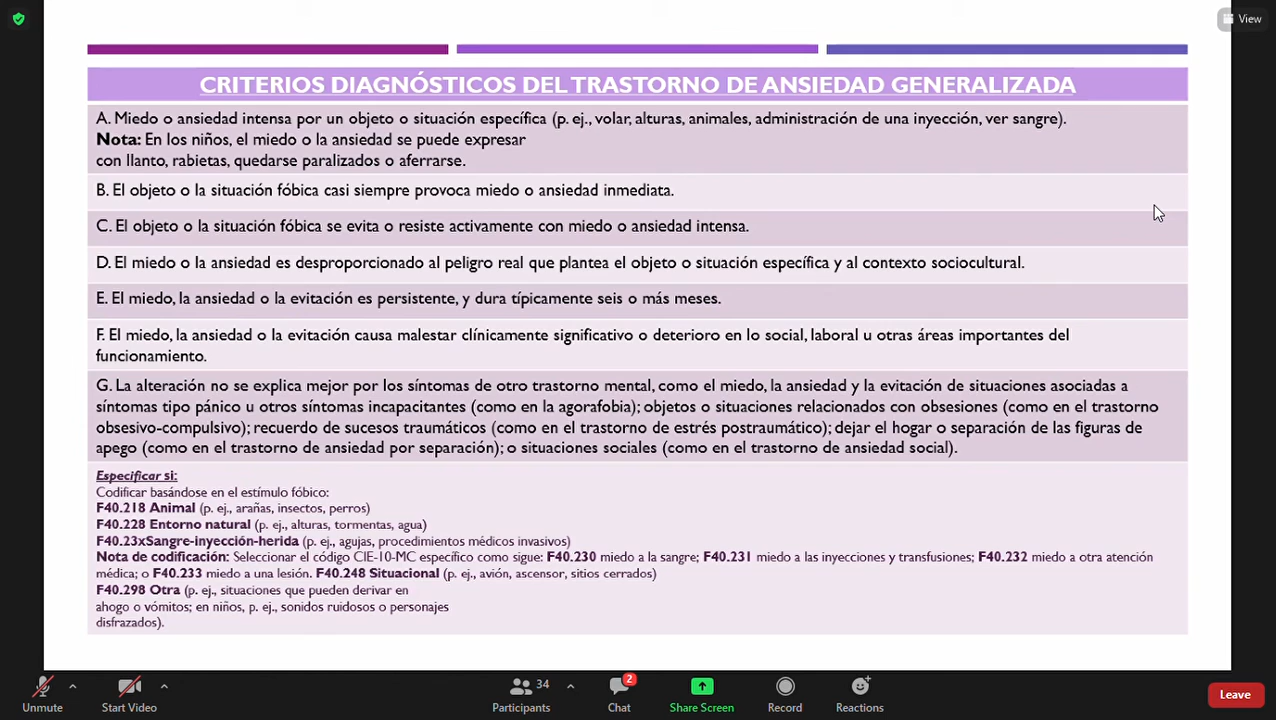 View
CRITERIOS DIAGNÓSTICOS DEL TRASTORNO DE ANSIEDAD GENERALIZADA
A. Miedo o ansiedad intensa por un objeto o situación específica (p. ej., volar, alturas, animales, administración de una inyección, ver sangre).
Nota: En los niños, el miedo o la ansiedad se puede expresar
con llanto, rabietas, quedarse paralizados o aferrarse.
B. El objeto o la situación fóbica casi siempre provoca miedo o ansiedad inmediata.
C. El objeto o la situación fóbica se evita o resiste activamente con miedo o ansiedad intensa.
D. El miedo o la ansiedad es desproporcionado al peligro real que plantea el objeto o situación específica y al contexto sociocultural.
E. El miedo, la ansiedad o la evitación es persistente, y dura típicamente seis o más meses.
F. El miedo, la ansiedad o la evitación causa malestar clínicamente significativo o deterioro en lo social, laboral u otras áreas importantes del
funcionamiento.
G. La alteración no se explica mejor por los síntomas de otro trastorno mental, como el miedo, la ansiedad y la evitación de situaciones asociadas a
síntomas tipo pánico u otros síntomas incapacitantes (como en la agorafobia); objetos o situaciones relacionados con obsesiones (como en el trastorno
obsesivo-compulsivo); recuerdo de sucesos traumáticos (como en el trastorno de estrés postraumático); dejar el hogar o separación de las figuras de
apego (como en el trastorno de ansiedad por separación); o situaciones sociales (como en el trastorno de ansiedad social).
Especificar si:
Codificar basándose en el estímulo fóbico:
F40.218 Animal (p. ej., arañas, insectos, perros)
F40.228 Entorno natural (p. ej., alturas, tormentas, agua)
F40.23xSangre-inyección-herida (p. ej., agujas, procedimientos médicos invasivos)
Nota de codificación: Seleccionar el código CIE-10-MC específico como sigue: F40.230 miedo a la sangre; F40.231 miedo a las inyecciones y transfusiones; F40.232 miedo a otra atención
médica; o F40.233 miedo a una lesión. F40.248 Situacional (p. ej., avión, ascensor, sitios cerrados)
F40.298 Otra (p. ej., situaciones que pueden derivar en
ahogo o vómitos; en niños, p. ej., sonidos ruidosos o personajes
disfrazados).
Unmute
Start Video
34
Participants
2
Chat
Share Screen
Record
Reactions
Leave